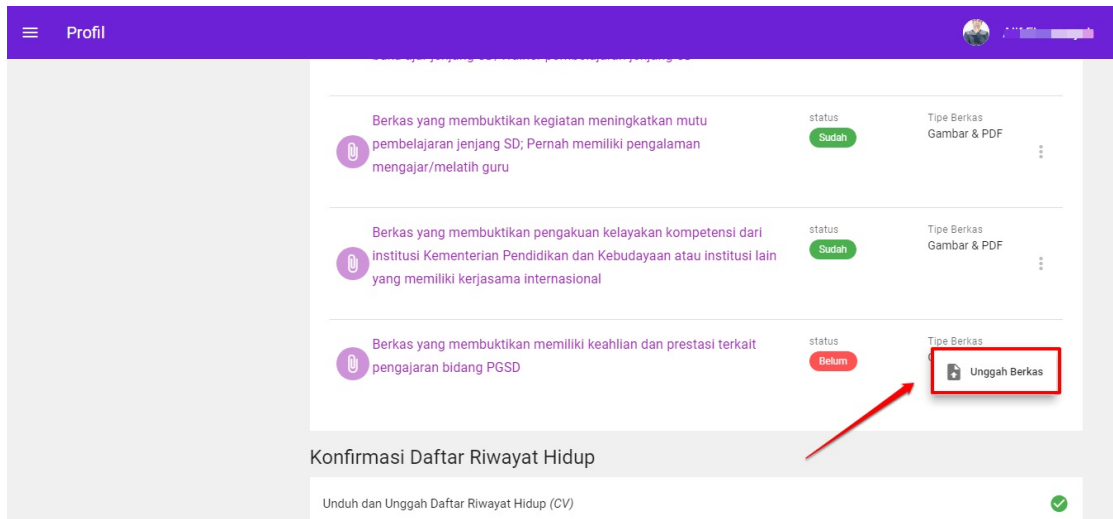 Profil
Berkas yang membuktikan kegiatan meningkatkan mutu
pembelajaran jenjang SD; Pernah memiliki pengalaman
mengajar/melatih guru
status
Sudah
Tipe Berkas
Gambar & PDF
Berkas yang membuktikan pengakuan kelayakan kompetensi dari
institusi Kementerian Pendidikan dan Kebudayaan atau institusi lain
yang memiliki kerjasama internasional
status
Sudah
Tipe Berkas
Gambar & PDF
Berkas yang membuktikan memiliki keahlian dan prestasi terkait
pengajaran bidang PGSD
status
Belum
Tipe Berkas
Unggah Berkas
Konfirmasi Daftar Riwayat Hidup
Unduh dan Unggah Daftar Riwayat Hidup (CV)